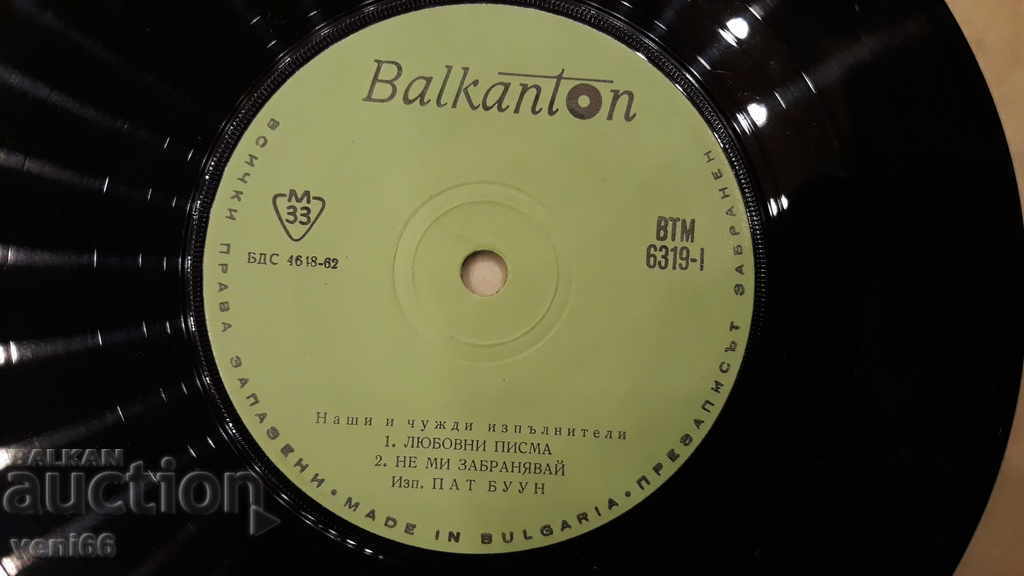 Balkanton
М
33
БДС 4618-62
ВТМ
6319-I
Наши и чужди изпълнители
1. ЛЮБОВНИ ПИСМА
2. НЕ МИ ЗАБРАНЯВАЙ
Изп. ПАТ БУУН
ВСИЧКИ ПРАВА ЗАПАЗЕНИ • MADE IN BULGARIA • ПРЕЗАПИСЪТ ЗАБРАНЕН
BALKAN
auction
veni66